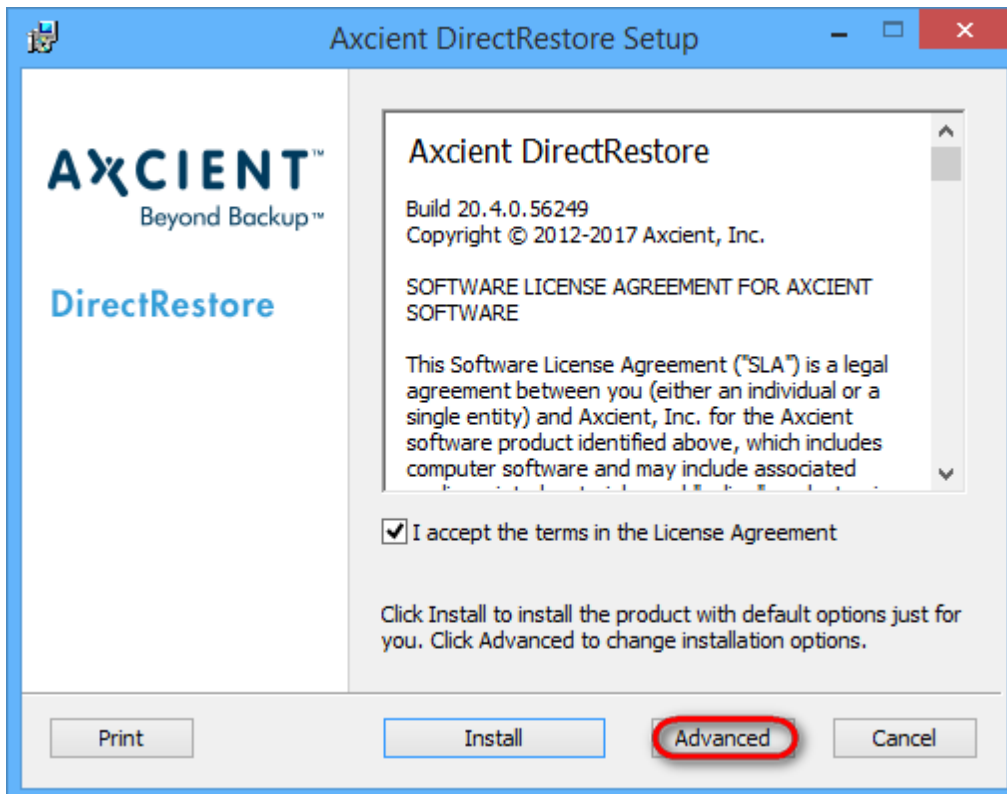 Axcient DirectRestore Setup
AXCIENT™
Beyond Backup™
DirectRestore
Axcient DirectRestore
Build 20.4.0.56249
Copyright © 2012-2017 Axcient, Inc.
SOFTWARE LICENSE AGREEMENT FOR AXCIENT
SOFTWARE
This Software License Agreement ("SLA") is a legal
agreement between you (either an individual or a
single entity) and Axcient, Inc. for the Axcient
software product identified above, which includes
computer software and may include associated
I accept the terms in the License Agreement
Click Install to install the product with default options just for
you. Click Advanced to change installation options.
Print
Install
Advanced
Cancel